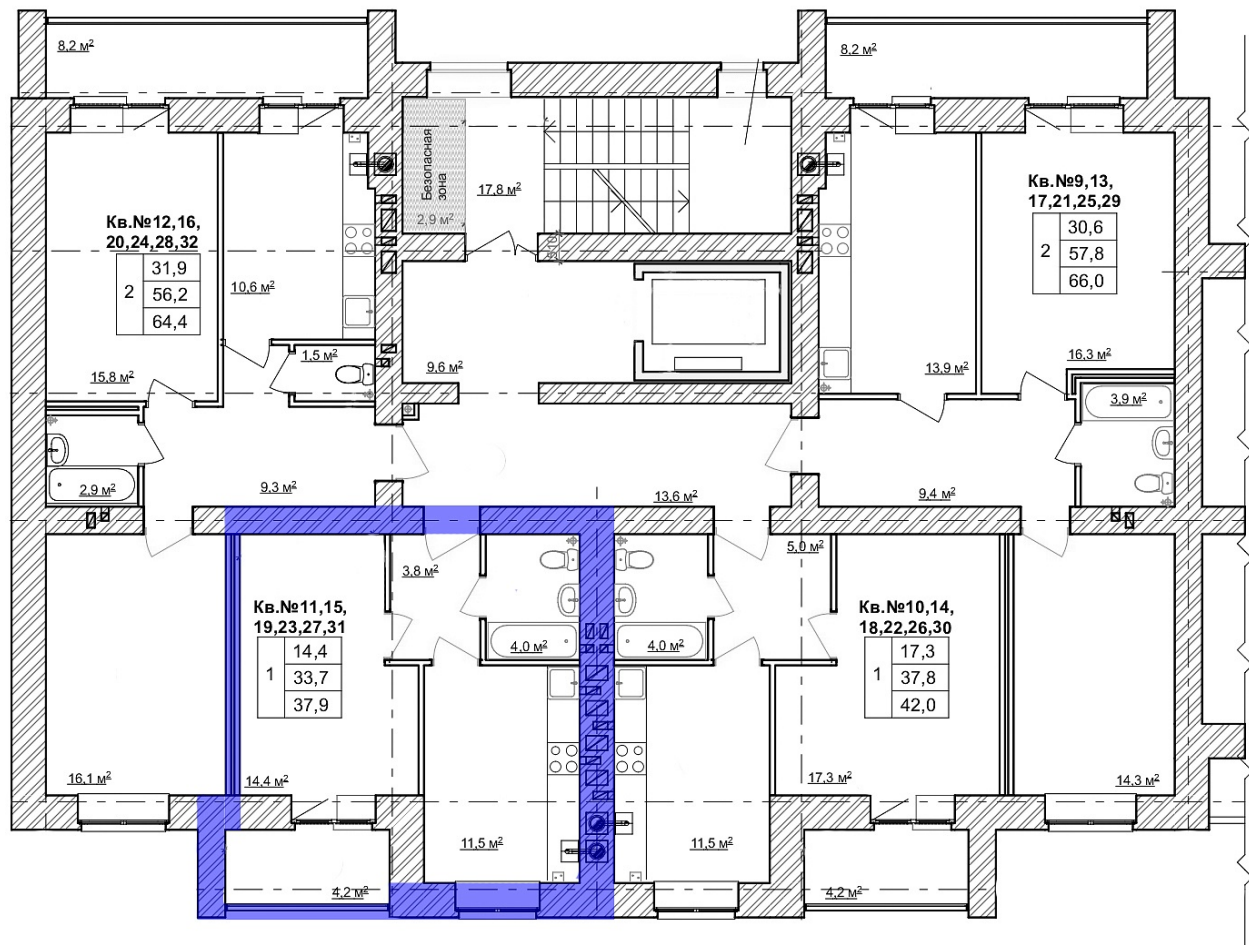 8,2 м²
8,2 м²
Безопасная
зона
2,9 м²
17,8 м²
Кв.№12,16,
20,24,28,32
2
31,9
56,2
64,4
Кв.№9,13,
17,21,25,29
2
30,6
57,8
66,0
10,6 м²
1,5 м²
15,8 м²
9,6 м²
13,9 м²
16,3 м²
3,9 м²
2,9 м²
9,3 м²
13,6 м²
9,4 м²
3,8 м²
5,0 м²
Кв.№11,15,
19,23,27,31
1
14,4
33,7
37,9
4,0 м²
4,0 м²
Кв.№10,14,
18,22,26,30
1
17,3
37,8
42,0
16,1 м²
14,4 м²
17,3 м²
14,3 м²
11,5 м²
11,5 м²
4,2 м²
4,2 м²